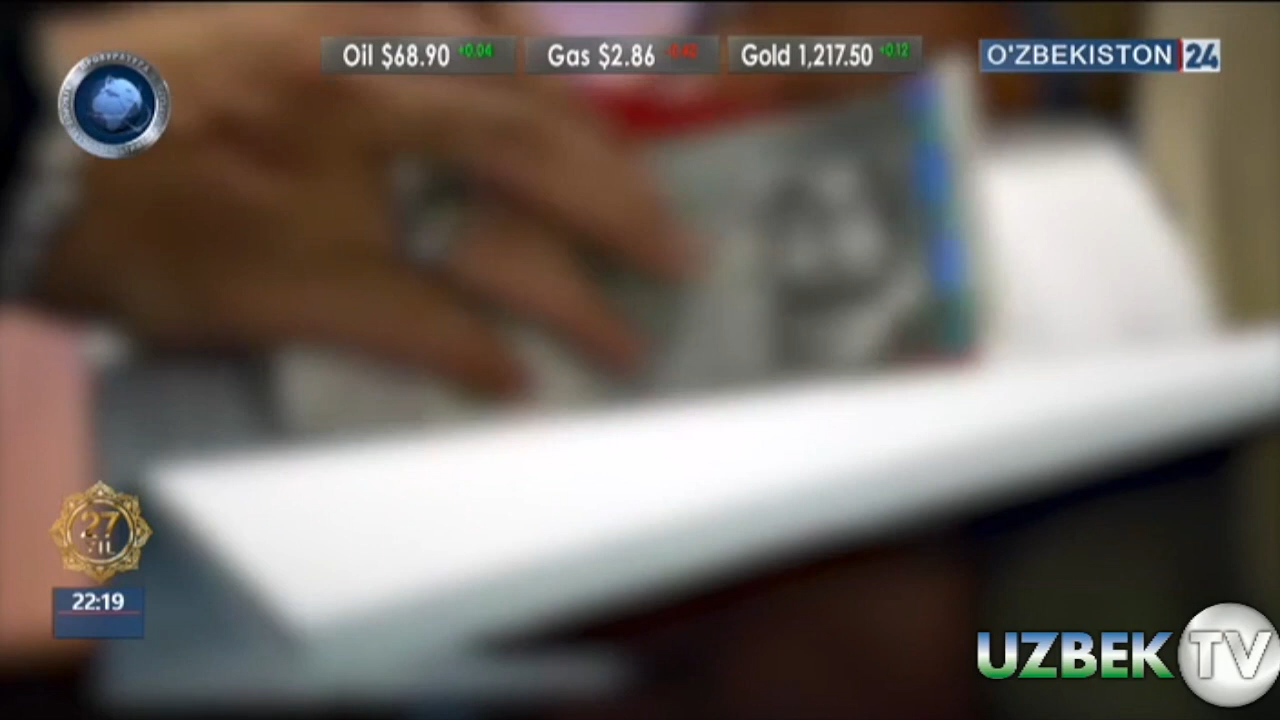 Oil $68.90 +0.04 Gas $2.86 Gold 1,217.50 +0.12
O'ZBEKISTON 24
27
22:19
UZBEK TV